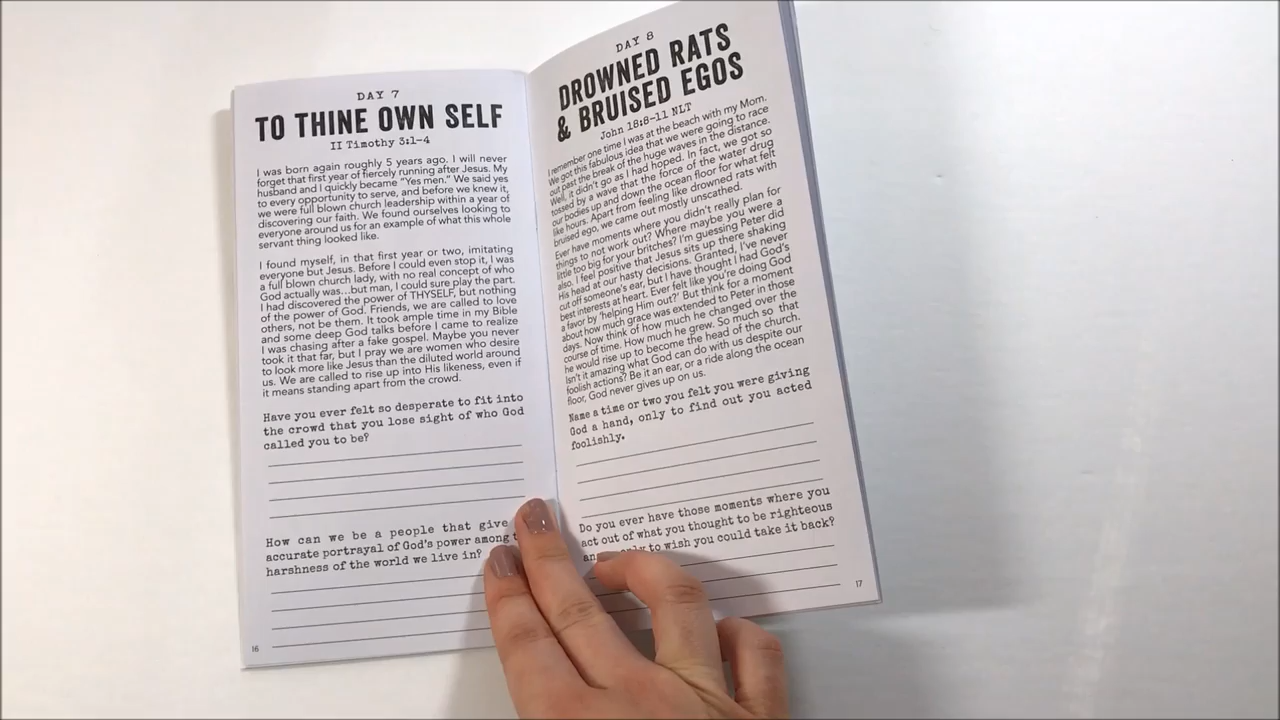 DAY 7
TO THINE OWN SELF
II Timothy 3:1-4
I was born again roughly 5 years ago. I will never
forget that first year of fiercely running after Jesus. My
husband and I quickly became "Yes men." We said yes
to every opportunity to serve, and before we knew it,
we were full blown church leadership within a year of
discovering our faith. We found ourselves looking to
everyone around us for an example of what this whole
servant thing looked like.
I found myself, in that first year or two, imitating
everyone but Jesus. Before I could even stop it, I was
a full blown church lady, with no real concept of who
God actually was...but man, I could sure play the part.
I had discovered the power of THYSELF, but nothing
of the power of God. Friends, we are called to love
others, not be them. It took ample time in my Bible
and some deep God talks before I came to realize
I was chasing after a fake gospel. Maybe you never
took it that far, but I pray we are women who desire
to look more like Jesus than the diluted world around
us. We are called to rise up into His likeness, even if
it means standing apart from the crowd.
Have you ever felt so desperate to fit into
the crowd that you lose sight of who God
called you to be?
How can we be a people that give
accurate portrayal of God's power among
harshness of the world we live in?
16
DAY 8
DROWNED RATS
& BRUISED EGOS
John 18:8-11 NLT
I remember one time I was at the beach with my Mom.
We got this fabulous idea that we were going to race
out past the break of the huge waves in the distance.
Well, it didn't go as I had hoped. In fact, we got so
tossed by a wave that the force of the water drug
our bodies up and down the ocean floor for what felt
like hours. Apart from feeling like drowned rats with
bruised ego, we came out mostly unscathed.
Ever have moments where you didn't really plan for
things to not work out? Where maybe you were a
little too big for your britches? I'm guessing Peter did
also. I feel positive that Jesus sits up there shaking
His head at our hasty decisions. Granted, I've never
cut off someone's ear, but I have thought I had God's
best interests at heart. Ever felt like you're doing God
a favor by 'helping Him out?' But think for a moment
about how much grace was extended to Peter in those
days. Now think of how much he changed over the
course of time. How much he grew. So much so that
he would rise up to become the head of the church.
Isn't it amazing what God can do with us despite our
foolish actions? Be it an ear, or a ride along the ocean
floor, God never gives up on us.
Name a time or two you felt you were giving
God a hand, only to find out you acted
foolishly.
Do you ever have those moments where you
act out of what you thought to be righteous
only to wish you could take it back?
17